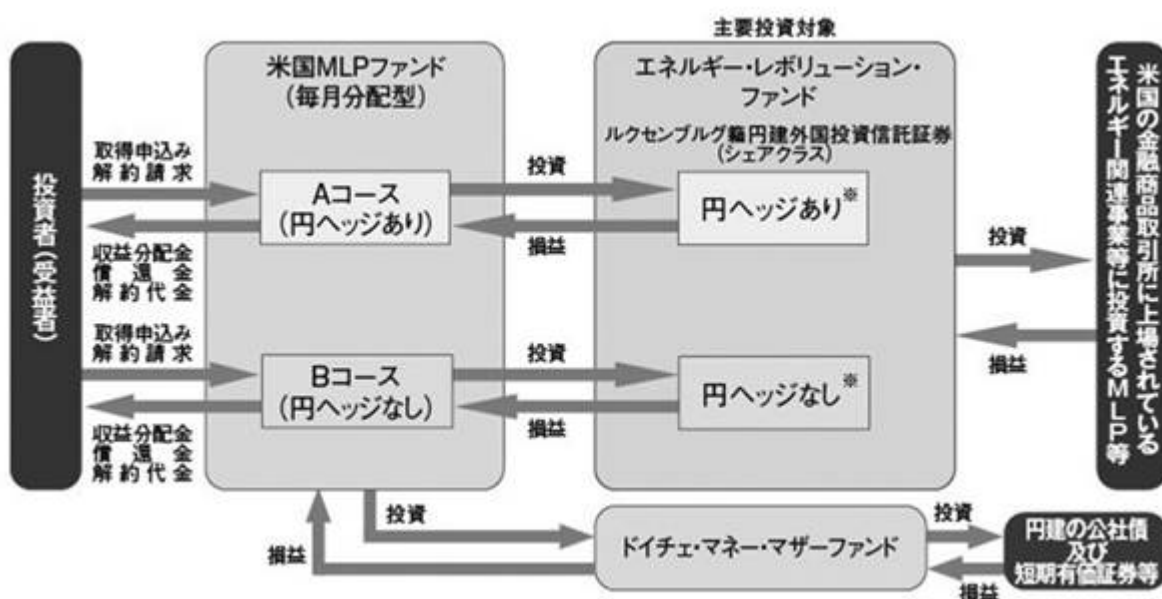 主要投資対象
米国MLPファンド
(毎月分配型)
エネルギー・レボリューション・
ファンド
ルクセンブルグ籍円建外国投資信託証券
(シェアクラス)
投資者(受益者)
取得申込み
解約請求
Aコース
(円ヘッジあり)
投資
円ヘッジあり※
損益
収益分配金
償還金
解約代金
投資
損益
米国の金融商品取引所に上場されている
エネルギー関連事業等に投資するMLP等
取得申込み
解約請求
Bコース
(円ヘッジなし)
投資
円ヘッジなし※
損益
収益分配金
償還金
解約代金
投資
損益
ドイチェ・マネー・マザーファンド
投資
損益
円建の公社債
及び
短期有価証券等